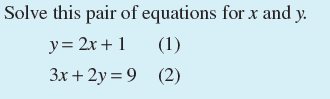 Solve this pair of equations for x and y.
y = 2x + 1 (1)
3x + 2y = 9 (2)